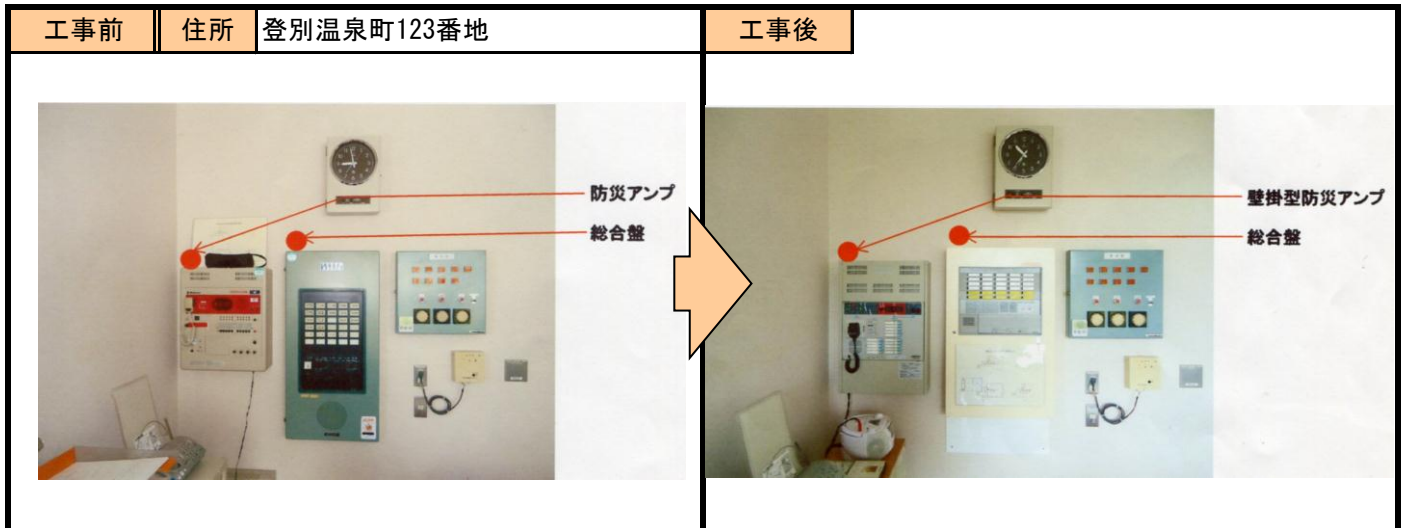 工事前 住所 登別温泉町123番地
工事後
防災アンプ
総合盤
壁掛型防災アンプ
総合盤